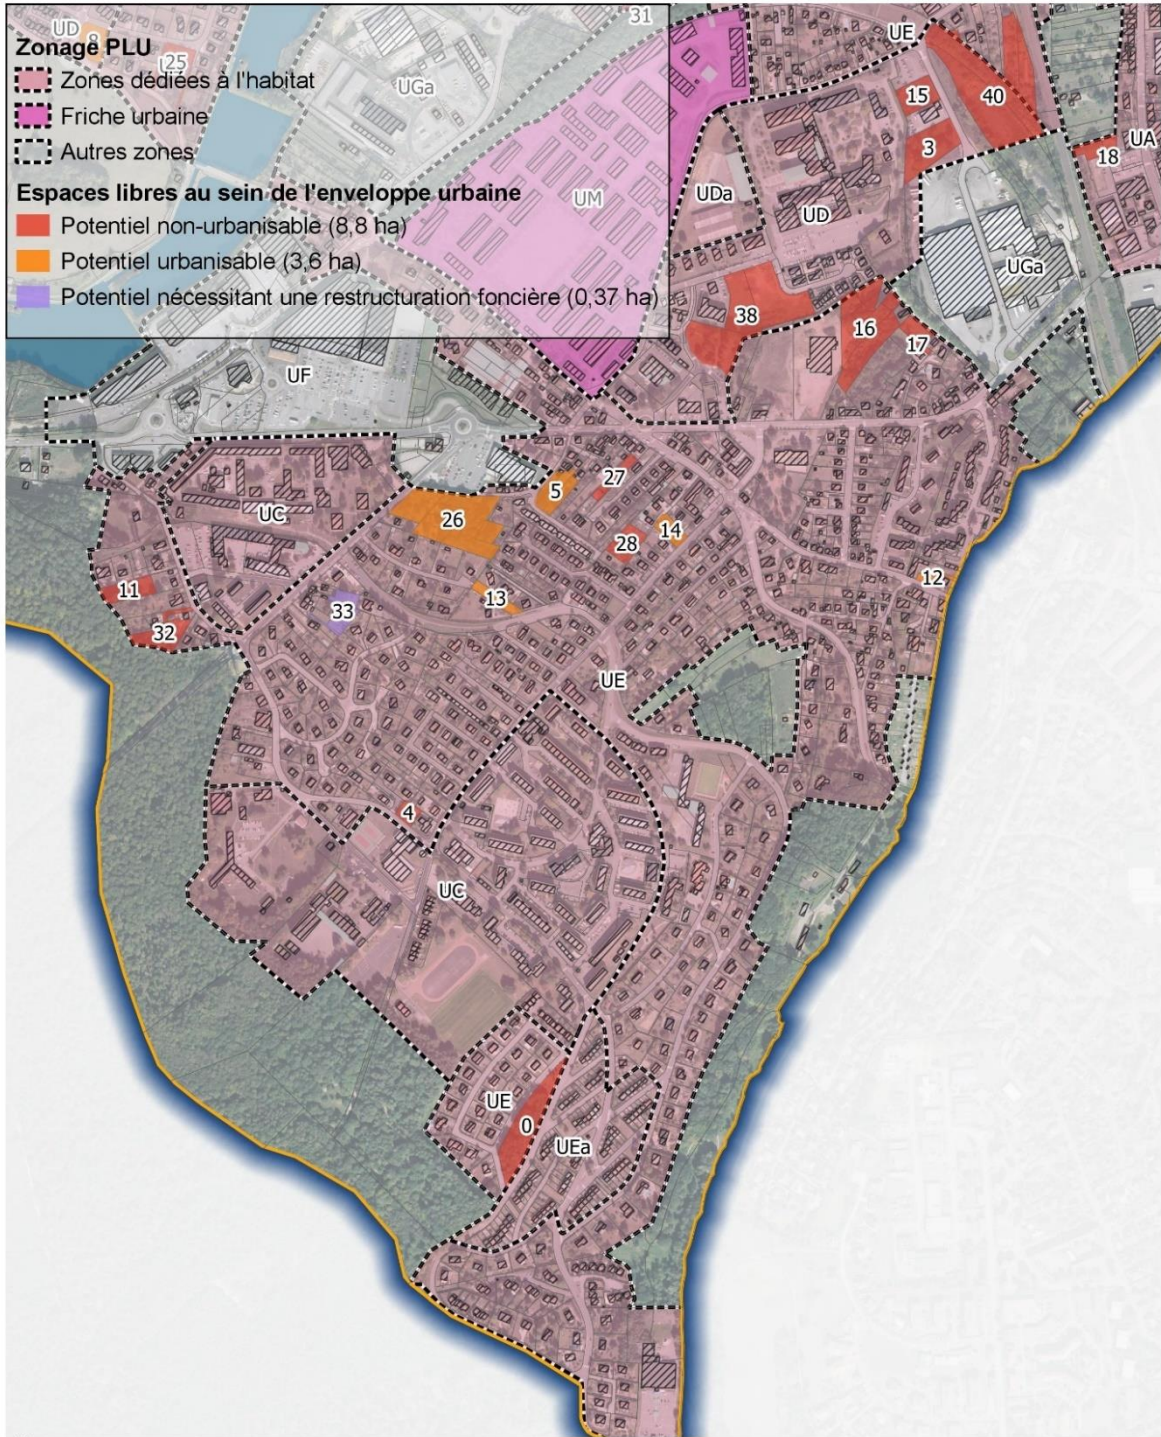 Zonage PLU
Zones dédiées à l'habitat
Friche urbaine
Autres zones
Espaces libres au sein de l'enveloppe urbaine
Potentiel non-urbanisable (8,8 ha)
Potentiel urbanisable (3,6 ha)
Potentiel nécessitant une restructuration foncière (0,37 ha)
UD
8
25
31
UGa
UM
UE
15
40
3
18
UA
UDa
UD
UGa
38
16
17
UF
27
5
26
28
14
UC
12
11
13
33
32
UE
4
UC
UE
0
UEa